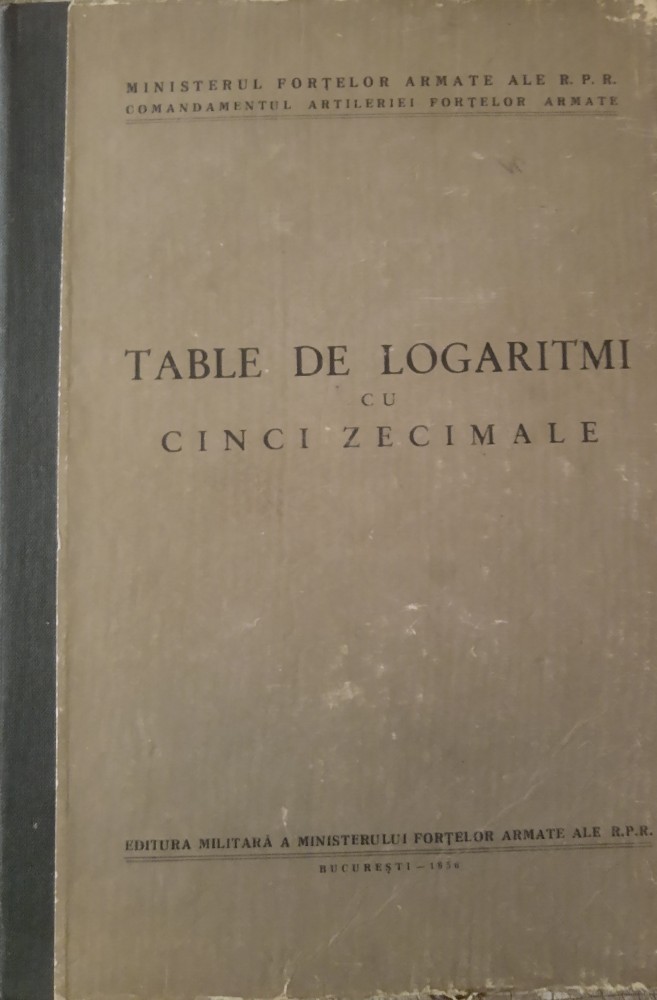 MINISTERUL FORȚELOR ARMATE ALE R. P. R.
COMANDAMENTUL ARTILERIEI FORȚELOR ARMATE
TABLE DE LOGARITMI
CU
CINCI ZECIMALE
EDITURA MILITARĂ A MINISTERULUI FORȚELOR ARMATE ALE R.P.R.
BUCUREȘTI – 1956